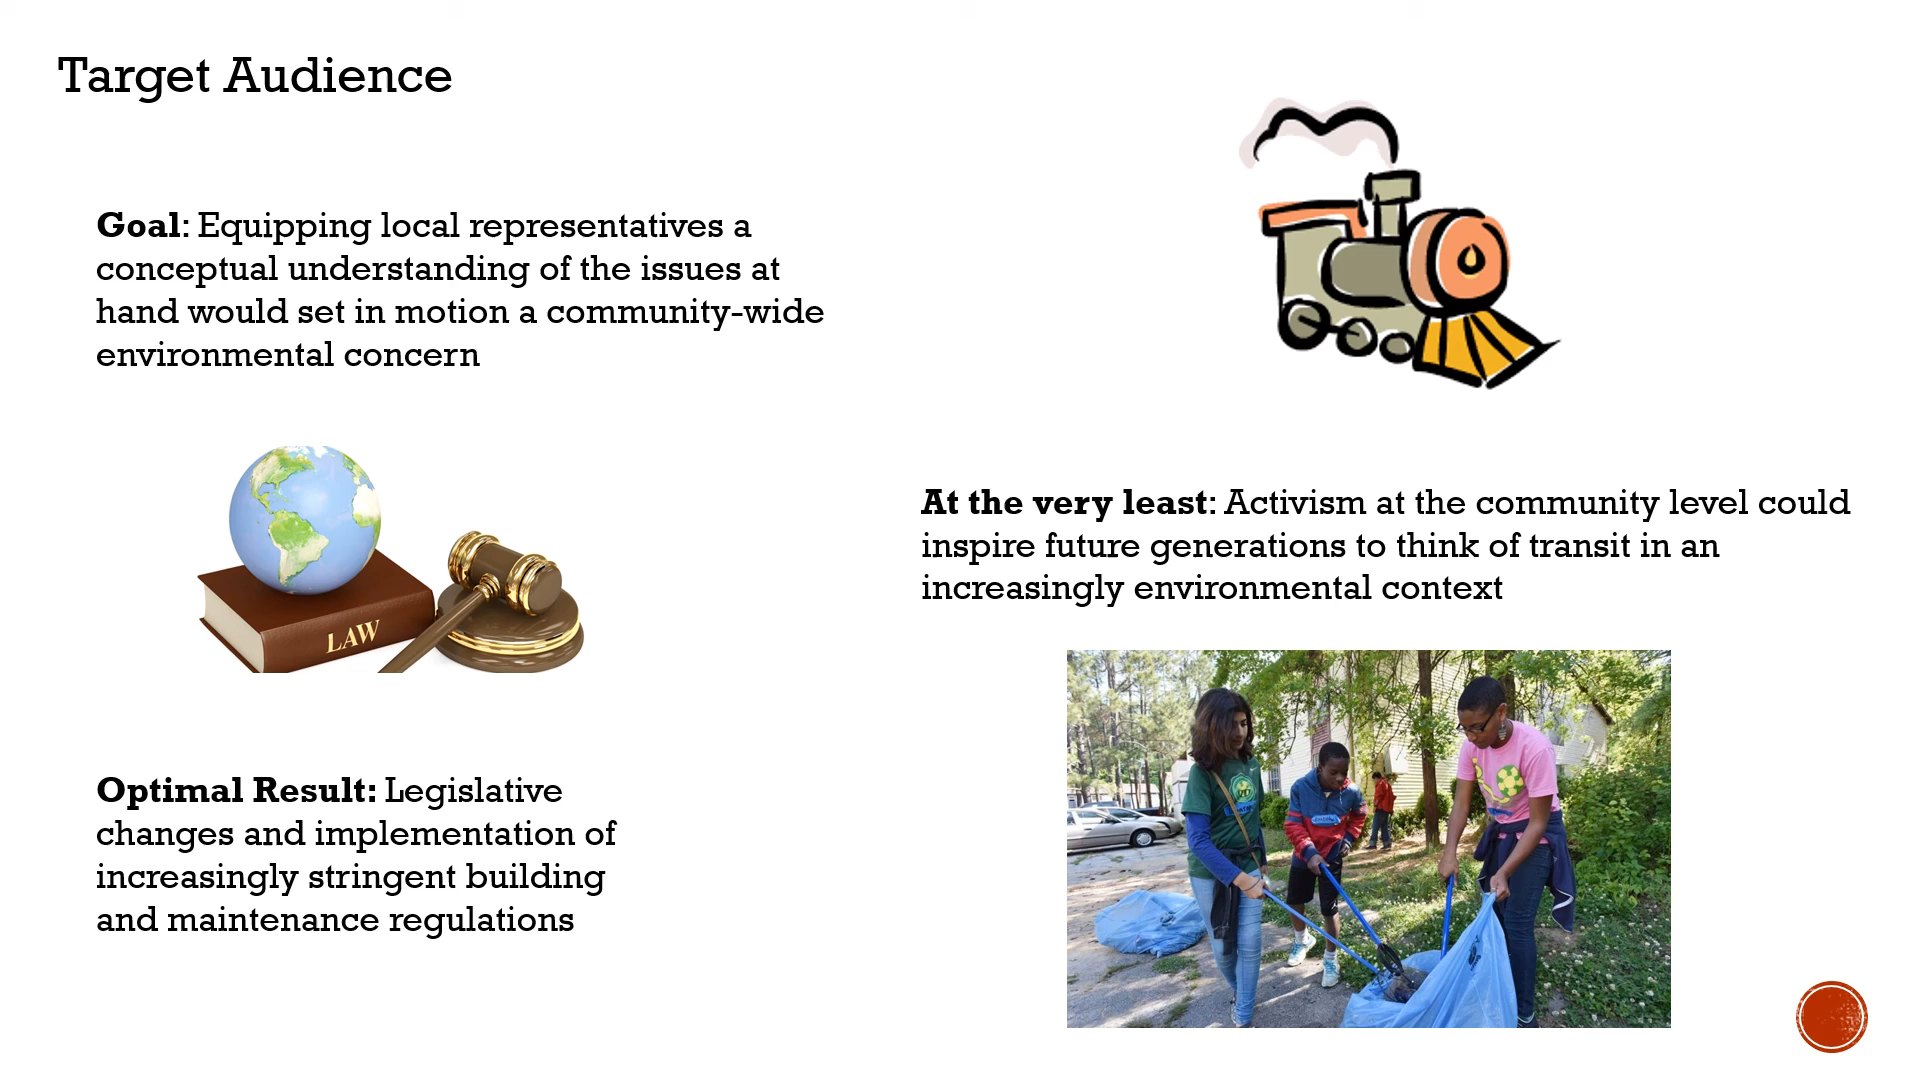 Target Audience
Goal: Equipping local representatives a
conceptual understanding of the issues at
hand would set in motion a community-wide
environmental concern
LAW
Optimal Result: Legislative
changes and implementation of
increasingly stringent building
and maintenance regulations
At the very least: Activism at the community level could
inspire future generations to think of transit in an
increasingly environmental context